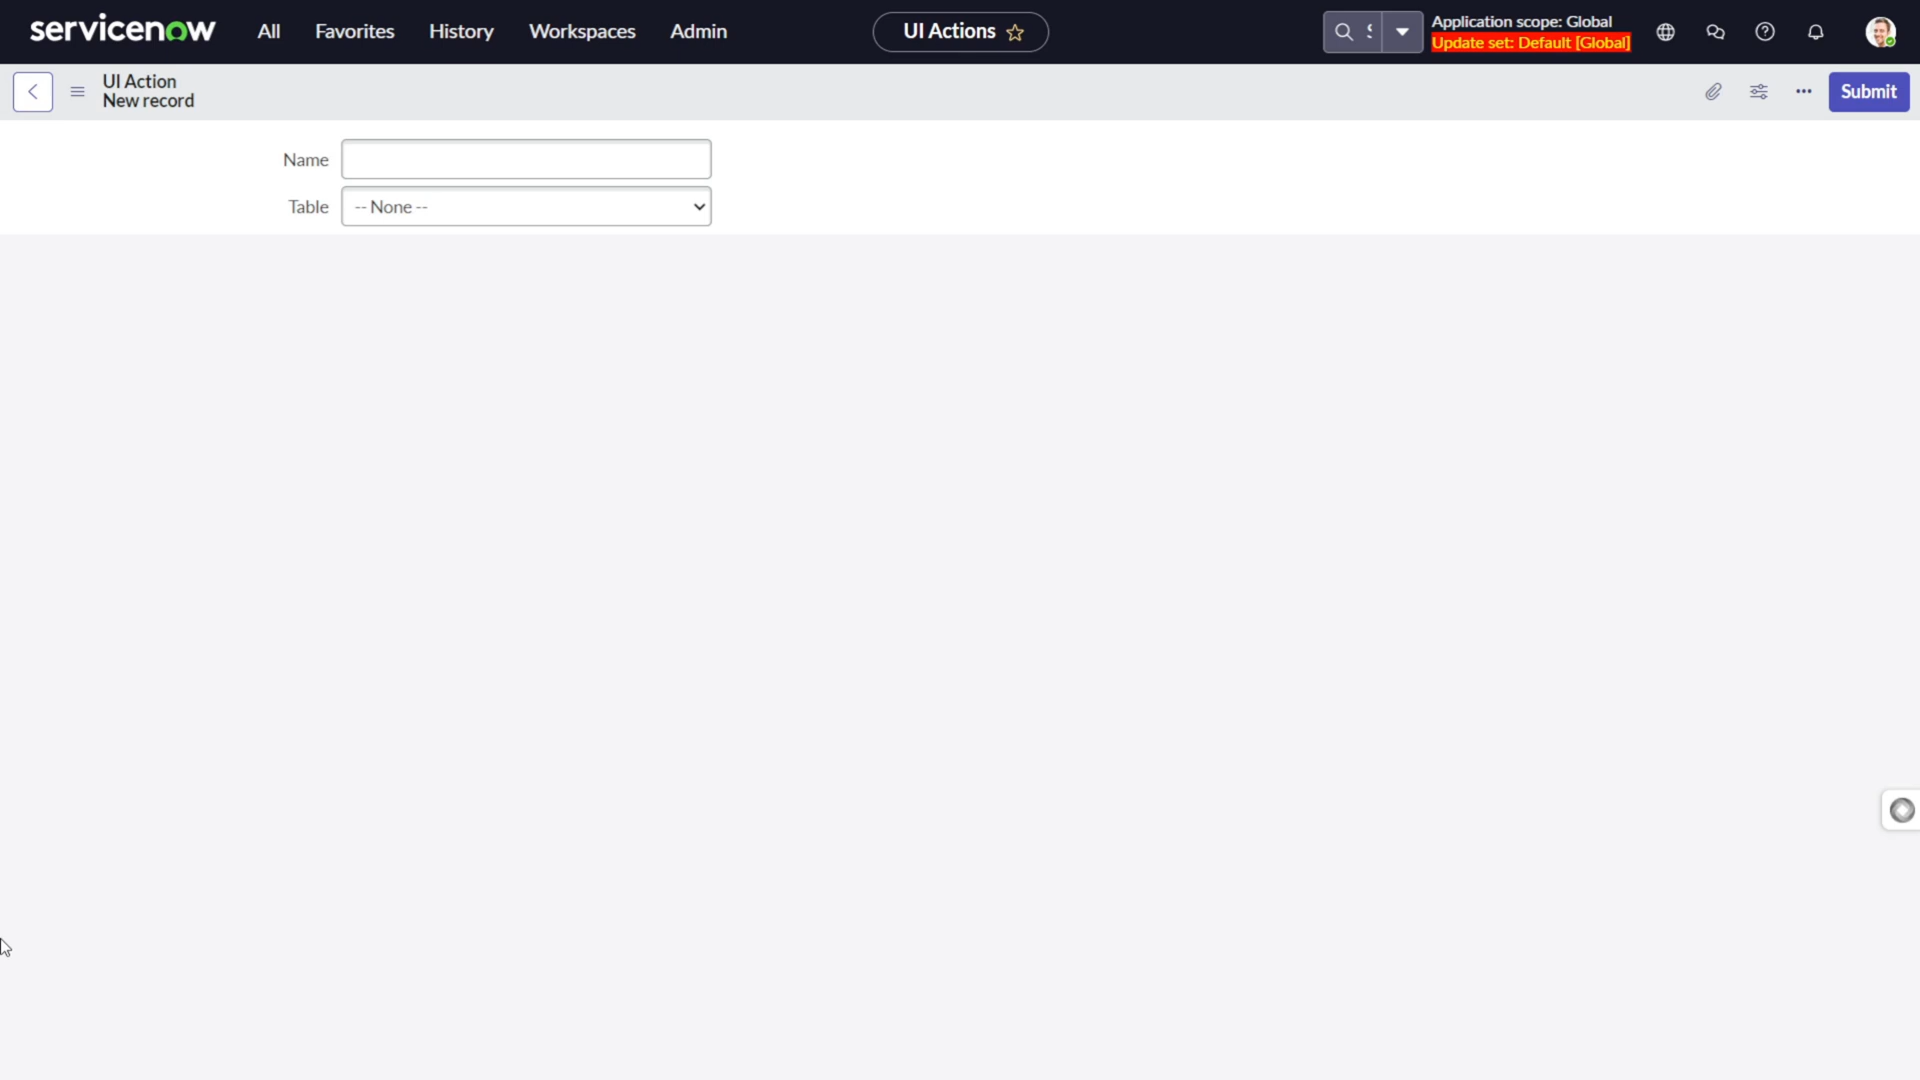 servicenow
All
Favorites
History
Workspaces
Admin
UI Actions
Application scope: Global
Update set: Default [Global]
UI Action
New record
Submit
Name
Table
-- None --